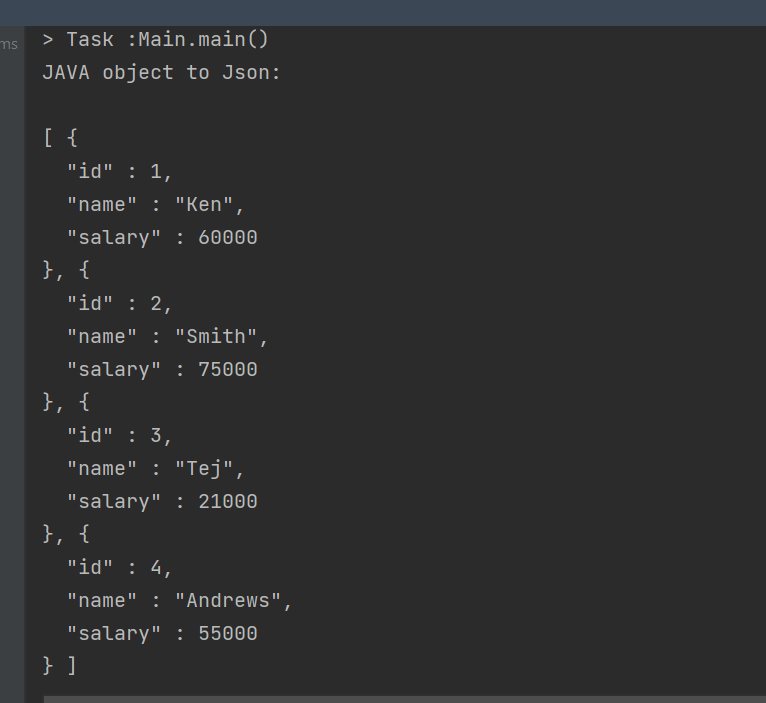 ms
> Task :Main.main()
JAVA object to Json:
[ {
  "id" : 1,
  "name" : "Ken",
  "salary" : 60000
}, {
  "id" : 2,
  "name" : "Smith",
  "salary" : 75000
}, {
  "id" : 3,
  "name" : "Tej",
  "salary" : 21000
}, {
  "id" : 4,
  "name" : "Andrews",
  "salary" : 55000
} ]